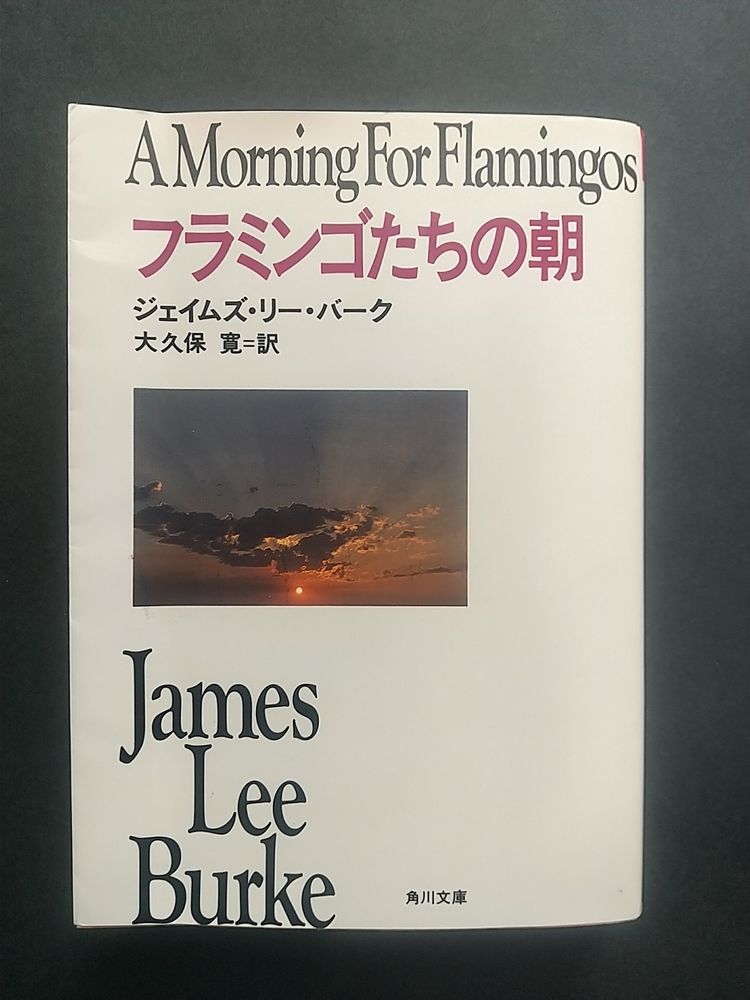 A Morning For Flamingos
フラミンゴたちの朝
ジェイムズ・リー・バーク
大久保 寛=訳
James
Lee
Burke
角川文庫